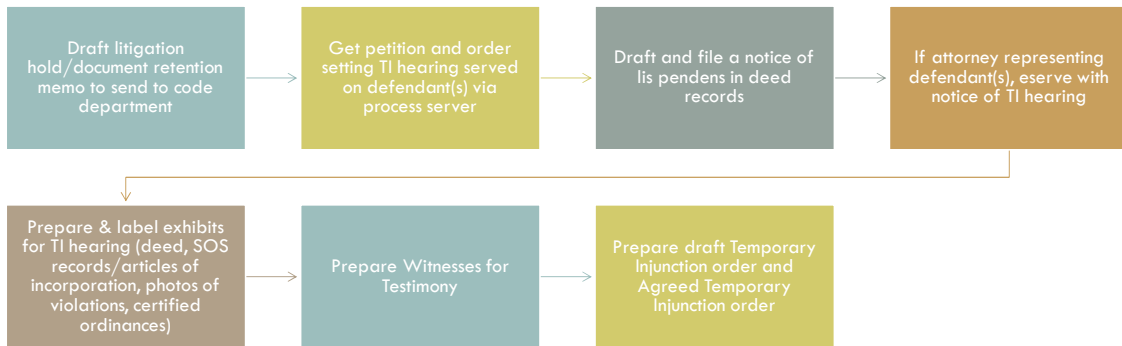 Draft litigation
hold/document retention
memo to send to code
department
Get petition and order
setting TI hearing served
on defendant(s) via
process server
Draft and file a notice of
lis pendens in deed
records
If attorney representing
defendant(s), eserve with
notice of TI hearing
Prepare & label exhibits
for TI hearing (deed, SOS
records/articles of
incorporation, photos of
violations, certified
ordinances)
Prepare Witnesses for
Testimony
Prepare draft Temporary
Injunction order and
Agreed Temporary
Injunction order